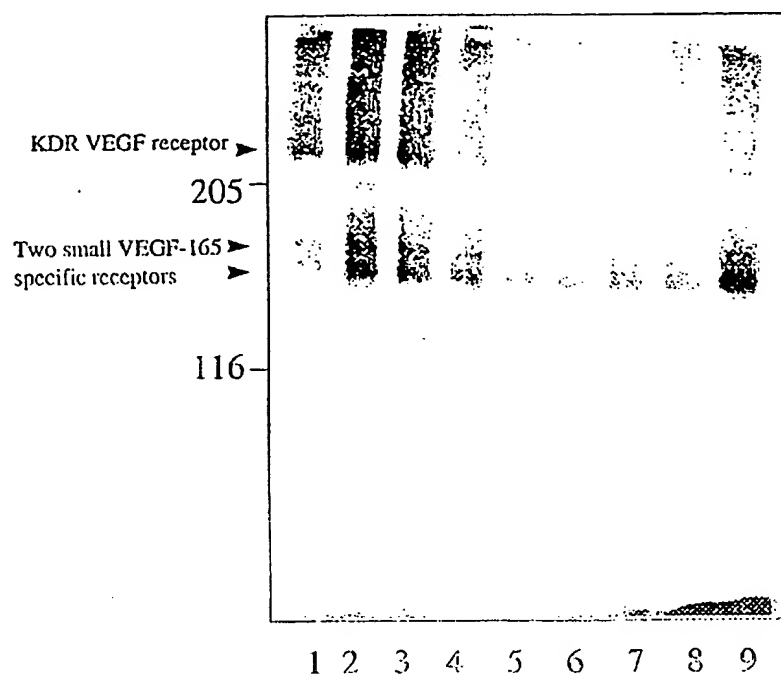 KDR VEGF receptor
205
Two small VEGF-165
specific receptors
116
1 2 3 4 5 6 7 8 9